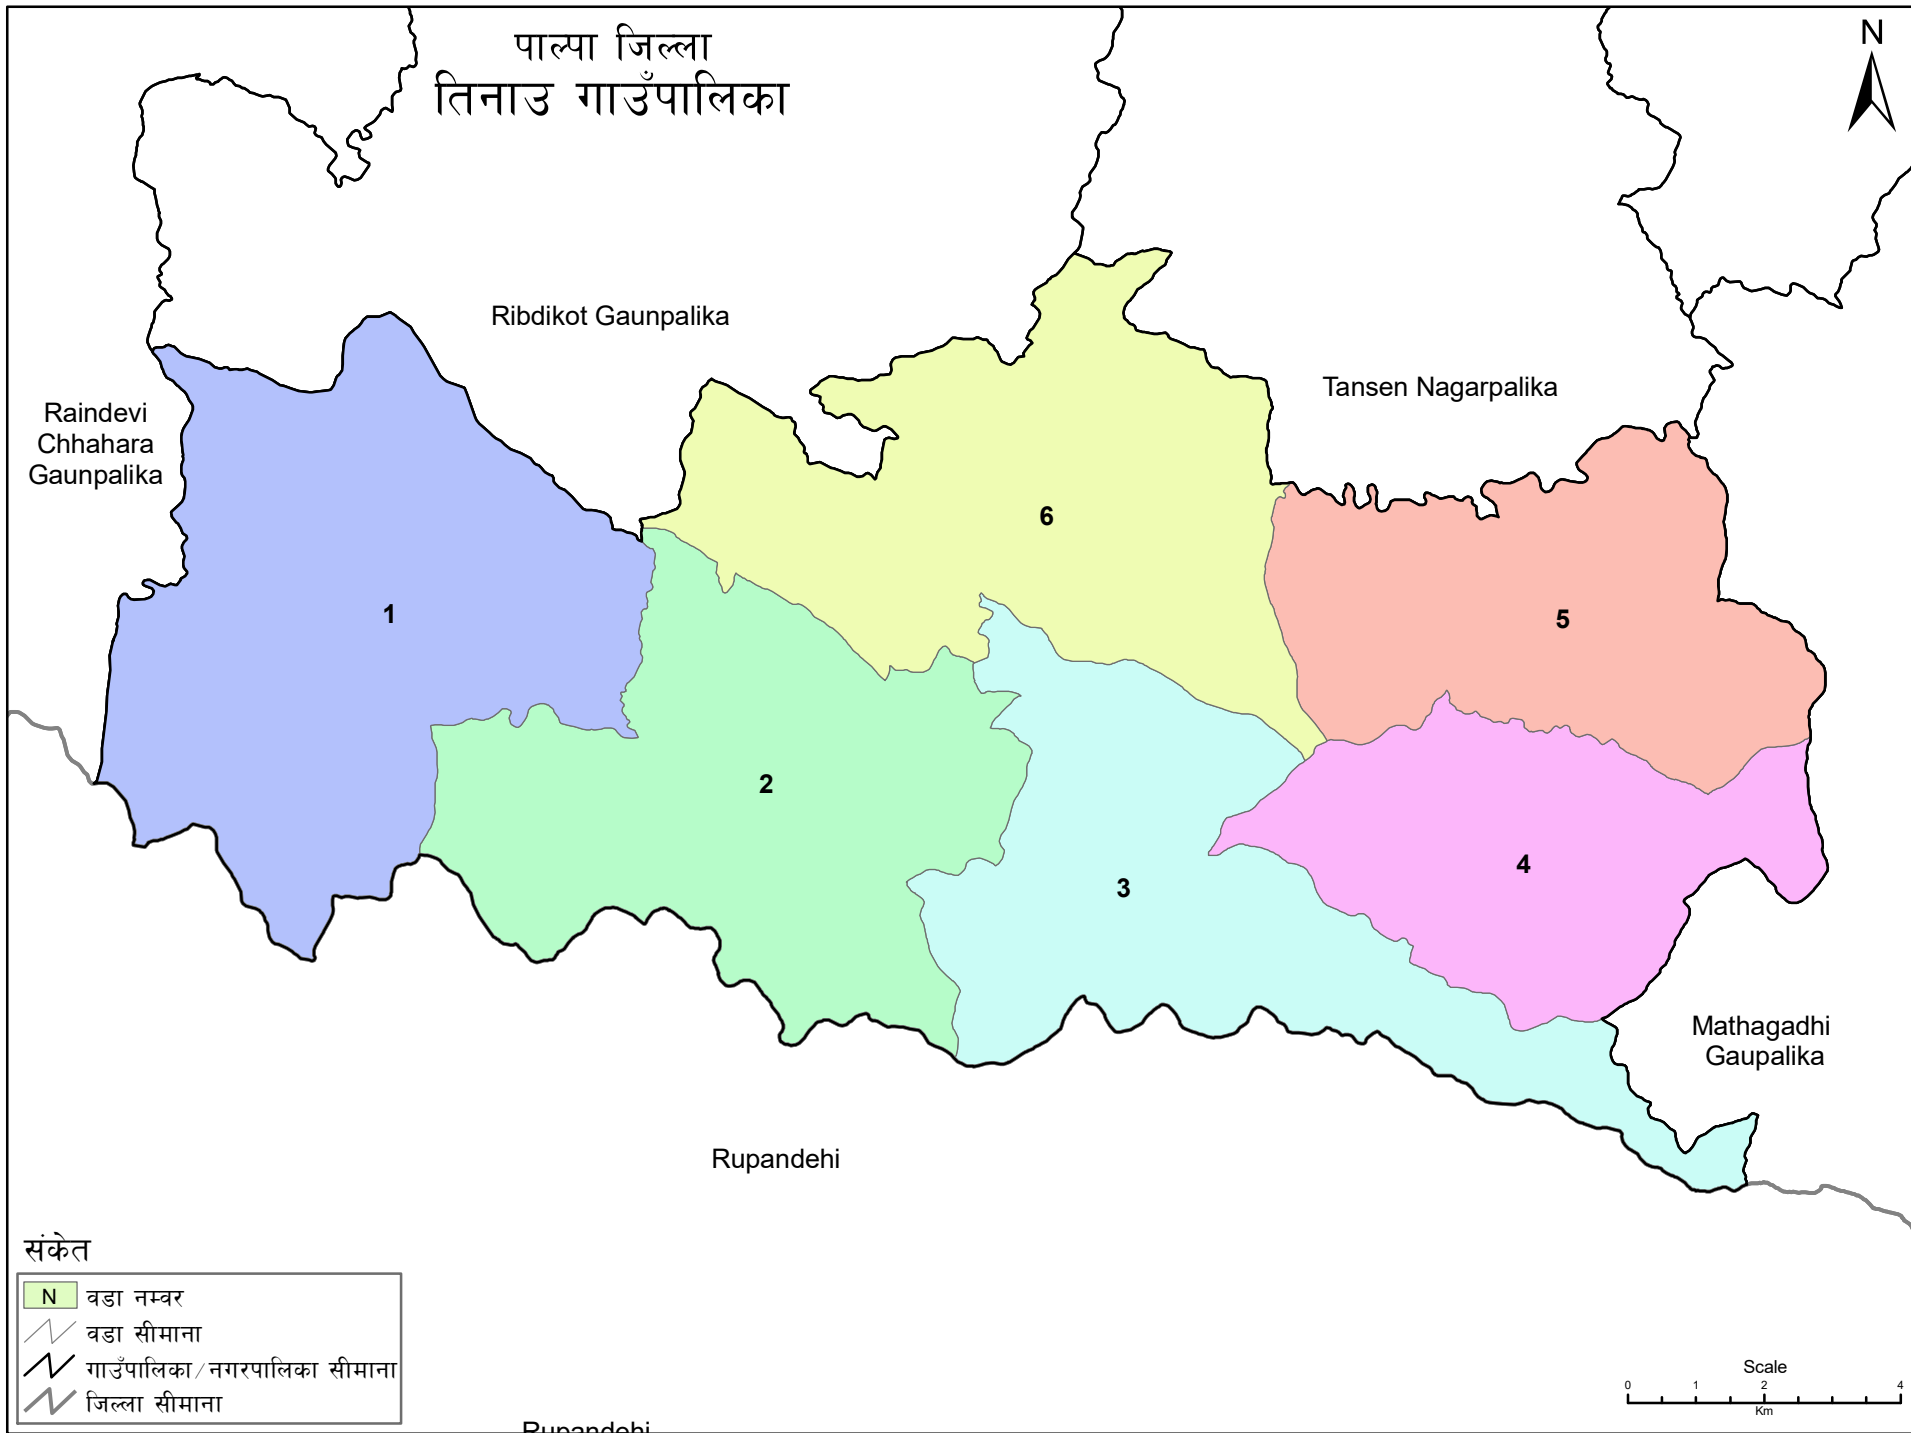 पाल्पा जिल्ला
तिनाउ गाउँपालिका
N
Ribdikot Gaunpalika
Tansen Nagarpalika
Raindevi
Chhahara
Gaunpalika
6
1
5
2
4
3
Mathagadhi
Gaupalika
Rupandehi
संकेत
N वडा नम्वर
वडा सीमाना
गाउँपालिका/नगरपालिका सीमाना
जिल्ला सीमाना
Scale
0 1 2 4
Km
Rupandehi